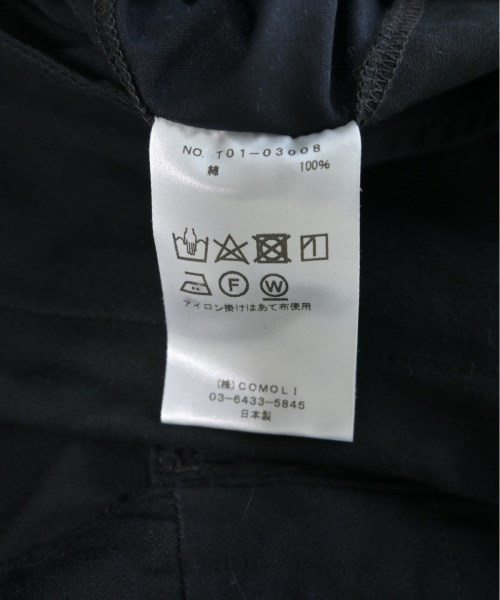 NO. T01-03008
綿 100%
F W
アイロン掛けはあて布使用
(株)COMOLI
03-6433-5845
日本製